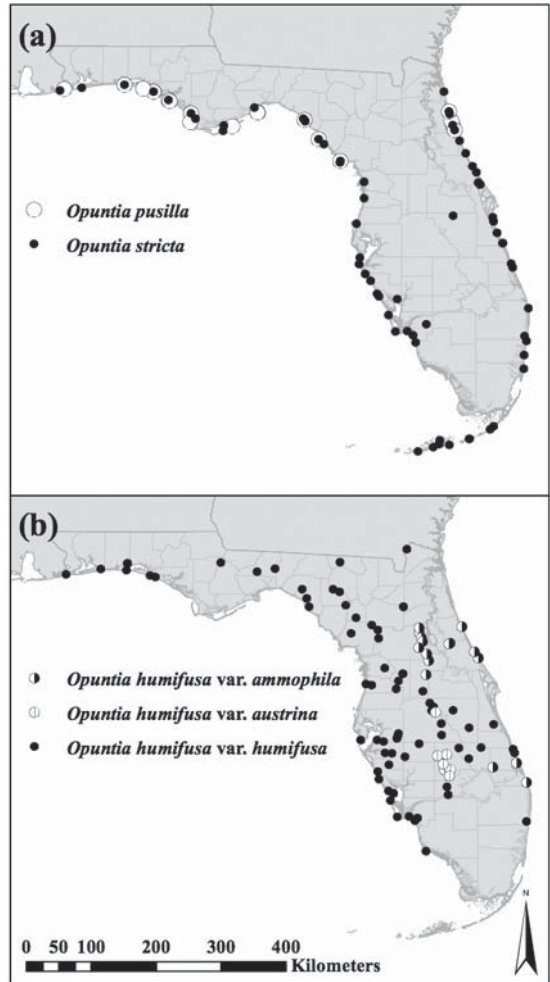 (a)
Opuntia pusilla
Opuntia stricta
(b)
Opuntia humifusa var. ammophila
Opuntia humifusa var. austrina
Opuntia humifusa var. humifusa
N
0 50 100 200 300 400
Kilometers